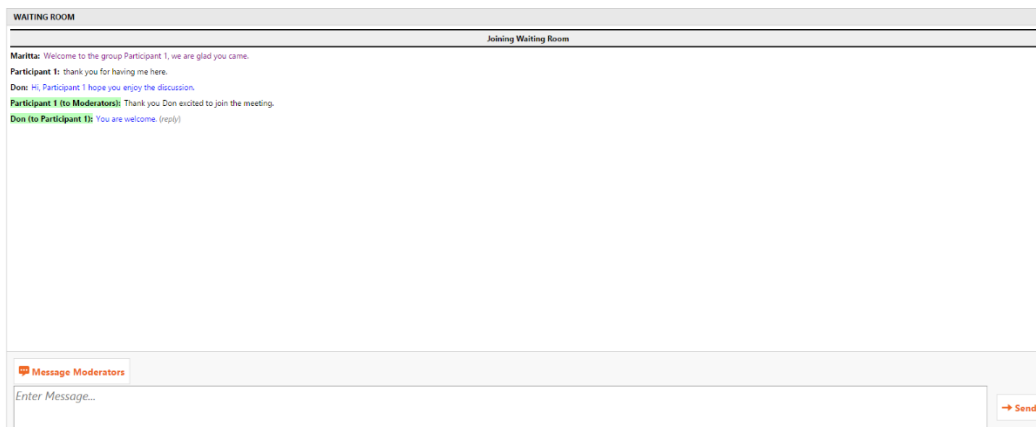 WAITING ROOM
Joining Waiting Room
Maritta: Welcome to the group Participant 1, we are glad you came.
Participant 1: thank you for having me here.
Don: Hi, Participant 1 hope you enjoy the discussion.
Participant 1 (to Moderators): Thank you Don excited to join the meeting.
Don (to Participant 1): You are welcome. (reply)
Message Moderators
Enter Message...
Send